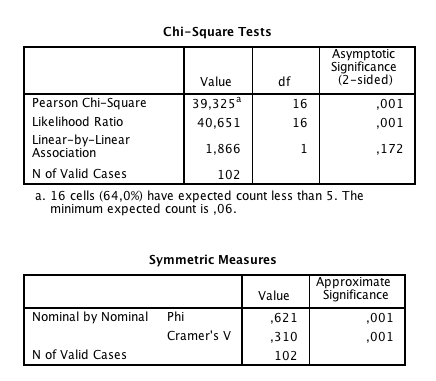 Chi-Square Tests
Value df Asymptotic Significance (2-sided)
Pearson Chi-Square 39,325a 16 ,001
Likelihood Ratio 40,651 16 ,001
Linear-by-Linear Association 1,866 1 ,172
N of Valid Cases 102
a. 16 cells (64,0%) have expected count less than 5. The
minimum expected count is ,06.
Symmetric Measures
Value Approximate Significance
Nominal by Nominal Phi ,621 ,001
Cramer's V ,310 ,001
N of Valid Cases 102